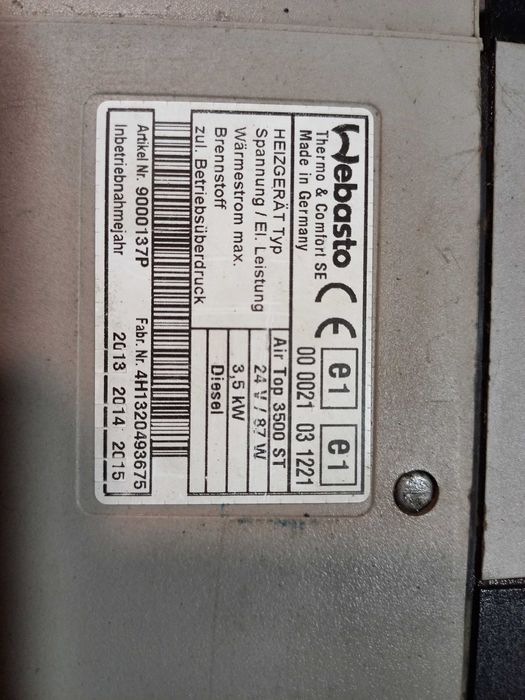 Webasto
Thermo & Comfort SE
Made in Germany
CE
e1 e1
00 0021 03 1221
HEIZGERÄT Typ Air Top 3500 ST
Spannung / El. Leistung 24 V / 87 W
Wärmestrom max. 3,5 kW
Brennstoff Diesel
zul. Betriebsüberdruck
Artikel Nr. 9000137P Fabr. Nr. 4H1320493675
Inbetriebnahmejahr 2013 2014 2015